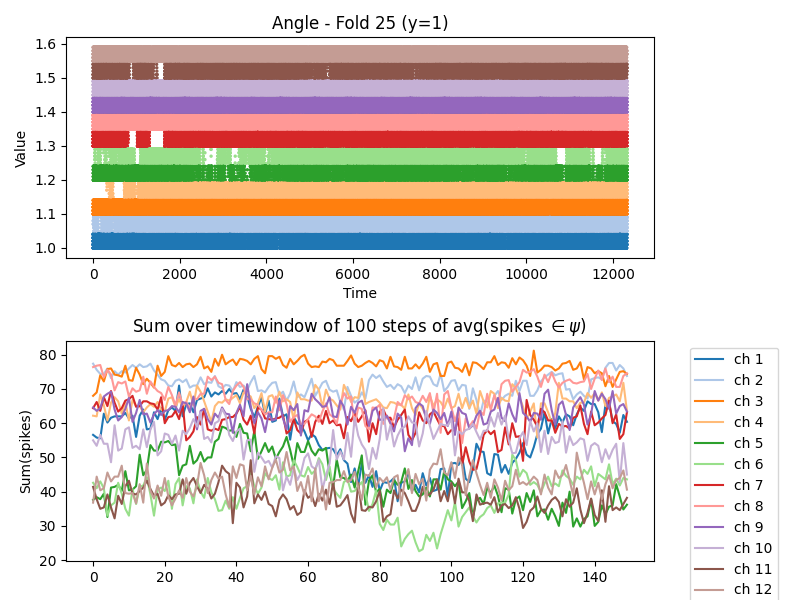 Angle - Fold 25 (y=1)
Value
1.6
1.5
1.4
1.3
1.2
1.1
1.0
0 2000 4000 6000 8000 10000 12000
Time
Sum over timewindow of 100 steps of avg(spikes ∈ ψ)
Sum(spikes)
80
70
60
50
40
30
20
0 20 40 60 80 100 120 140
ch 1
ch 2
ch 3
ch 4
ch 5
ch 6
ch 7
ch 8
ch 9
ch 10
ch 11
ch 12